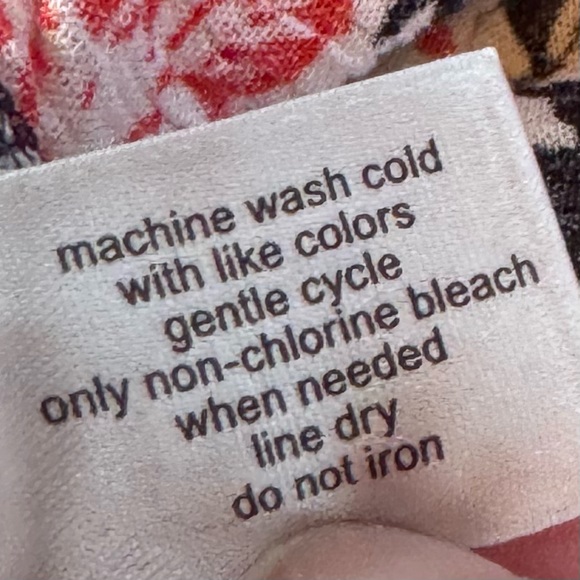 machine wash cold
with like colors
gentle cycle
only non-chlorine bleach
when needed
line dry
do not iron